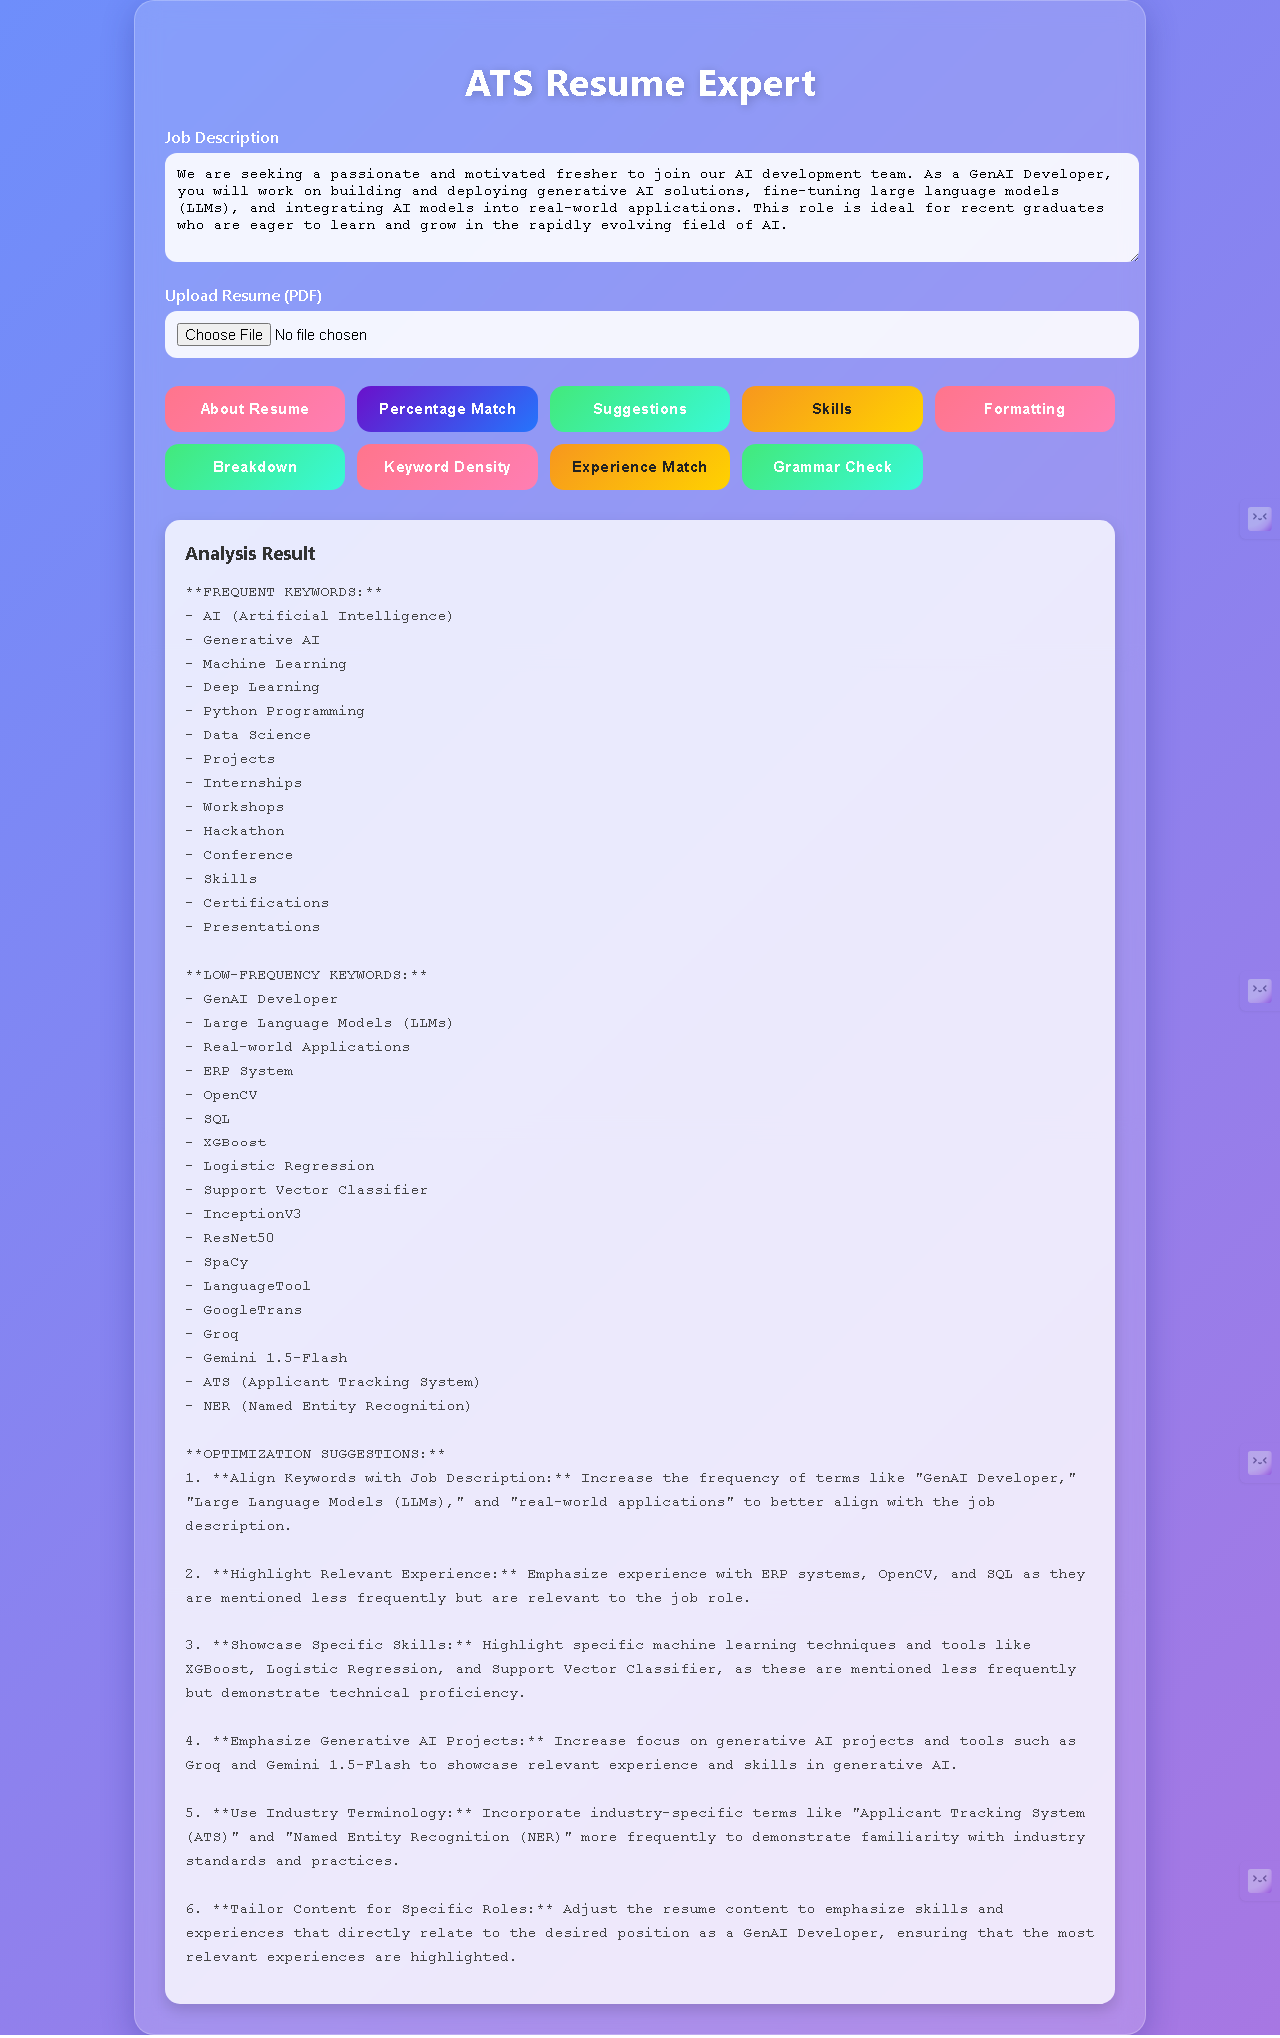 ATS Resume Expert
Job Description
We are seeking a passionate and motivated fresher to join our AI development team. As a GenAI Developer,
you will work on building and deploying generative AI solutions, fine-tuning large language models
(LLMs), and integrating AI models into real-world applications. This role is ideal for recent graduates
who are eager to learn and grow in the rapidly evolving field of AI.
Upload Resume (PDF)
Choose File No file chosen
About Resume Percentage Match Suggestions Skills Formatting
Breakdown Keyword Density Experience Match Grammar Check
Analysis Result
**FREQUENT KEYWORDS:**
- AI (Artificial Intelligence)
- Generative AI
- Machine Learning
- Deep Learning
- Python Programming
- Data Science
- Projects
- Internships
- Workshops
- Hackathon
- Conference
- Skills
- Certifications
- Presentations
**LOW-FREQUENCY KEYWORDS:**
- GenAI Developer
- Large Language Models (LLMs)
- Real-world Applications
- ERP System
- OpenCV
- SQL
- XGBoost
- Logistic Regression
- Support Vector Classifier
- InceptionV3
- ResNet50
- SpaCy
- LanguageTool
- GoogleTrans
- Groq
- Gemini 1.5-Flash
- ATS (Applicant Tracking System)
- NER (Named Entity Recognition)
**OPTIMIZATION SUGGESTIONS:**
1. **Align Keywords with Job Description:** Increase the frequency of terms like "GenAI Developer,"
"Large Language Models (LLMs)," and "real-world applications" to better align with the job
description.
2. **Highlight Relevant Experience:** Emphasize experience with ERP systems, OpenCV, and SQL as they
are mentioned less frequently but are relevant to the job role.
3. **Showcase Specific Skills:** Highlight specific machine learning techniques and tools like
XGBoost, Logistic Regression, and Support Vector Classifier, as these are mentioned less frequently
but demonstrate technical proficiency.
4. **Emphasize Generative AI Projects:** Increase focus on generative AI projects and tools such as
Groq and Gemini 1.5-Flash to showcase relevant experience and skills in generative AI.
5. **Use Industry Terminology:** Incorporate industry-specific terms like "Applicant Tracking System
(ATS)" and "Named Entity Recognition (NER)" more frequently to demonstrate familiarity with industry
standards and practices.
6. **Tailor Content for Specific Roles:** Adjust the resume content to emphasize skills and
experiences that directly relate to the desired position as a GenAI Developer, ensuring that the most
relevant experiences are highlighted.